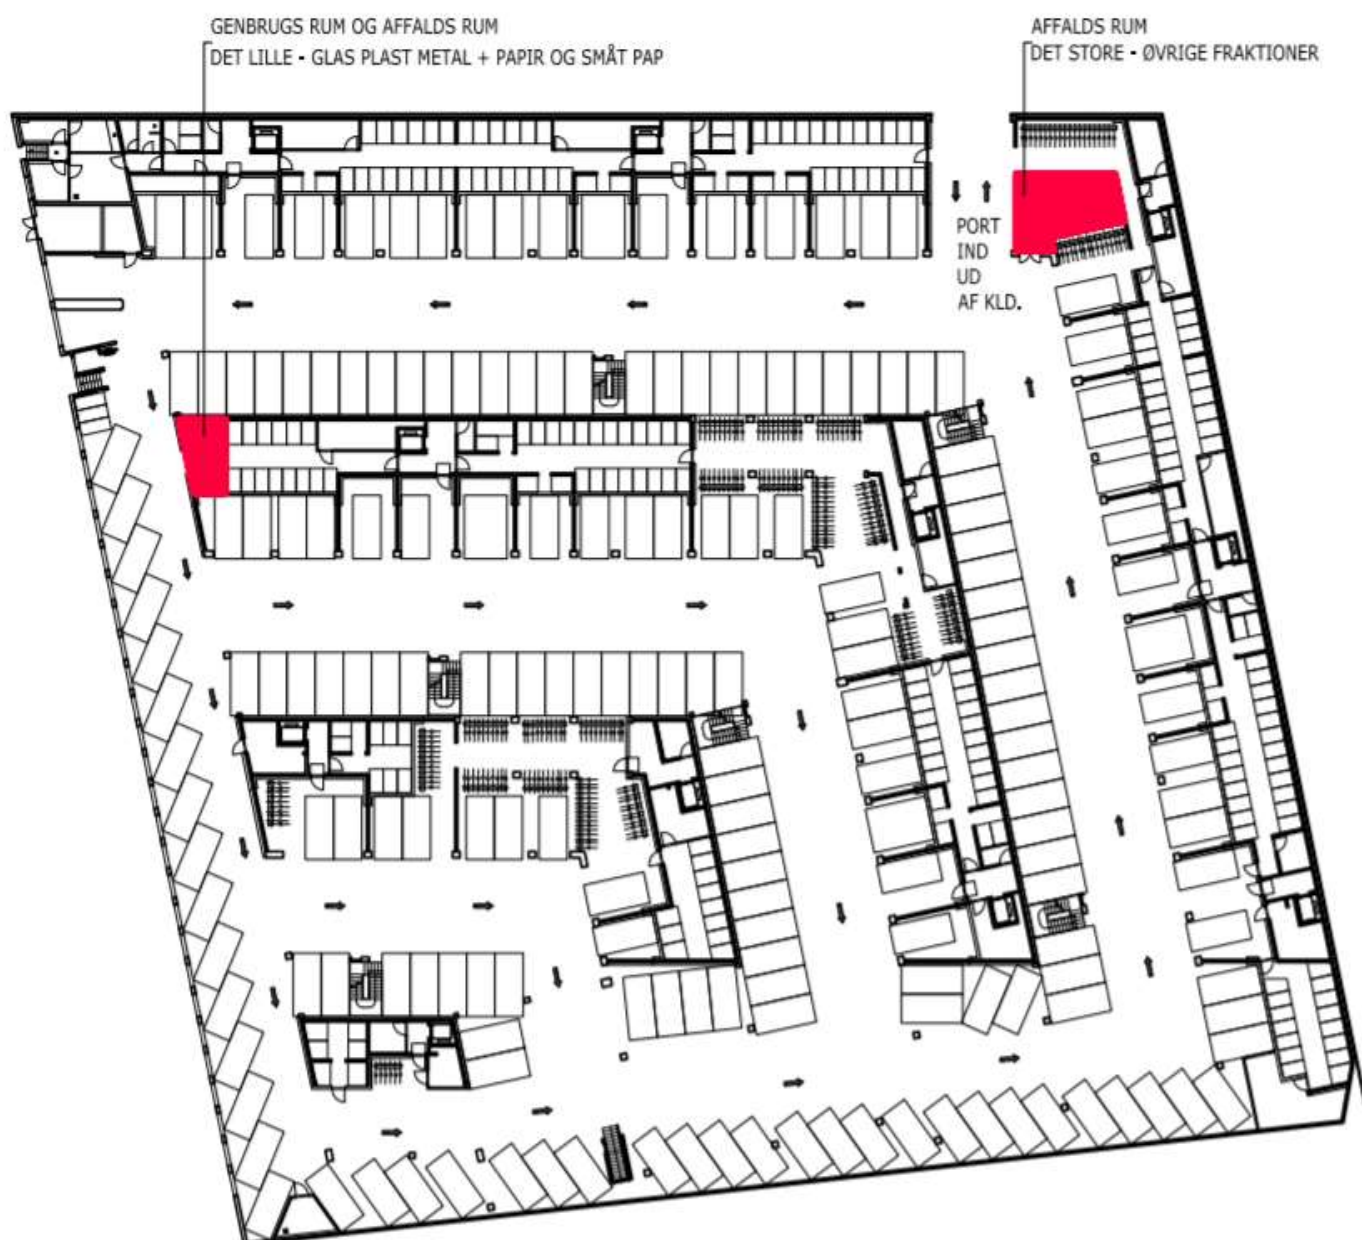 GENBRUGS RUM OG AFFALDS RUM
DET LILLE - GLAS PLAST METAL + PAPIR OG SMÅT PAP
AFFALDS RUM
DET STORE - ØVRIGE FRAKTIONER
PORT
IND
UD
AF KLD.